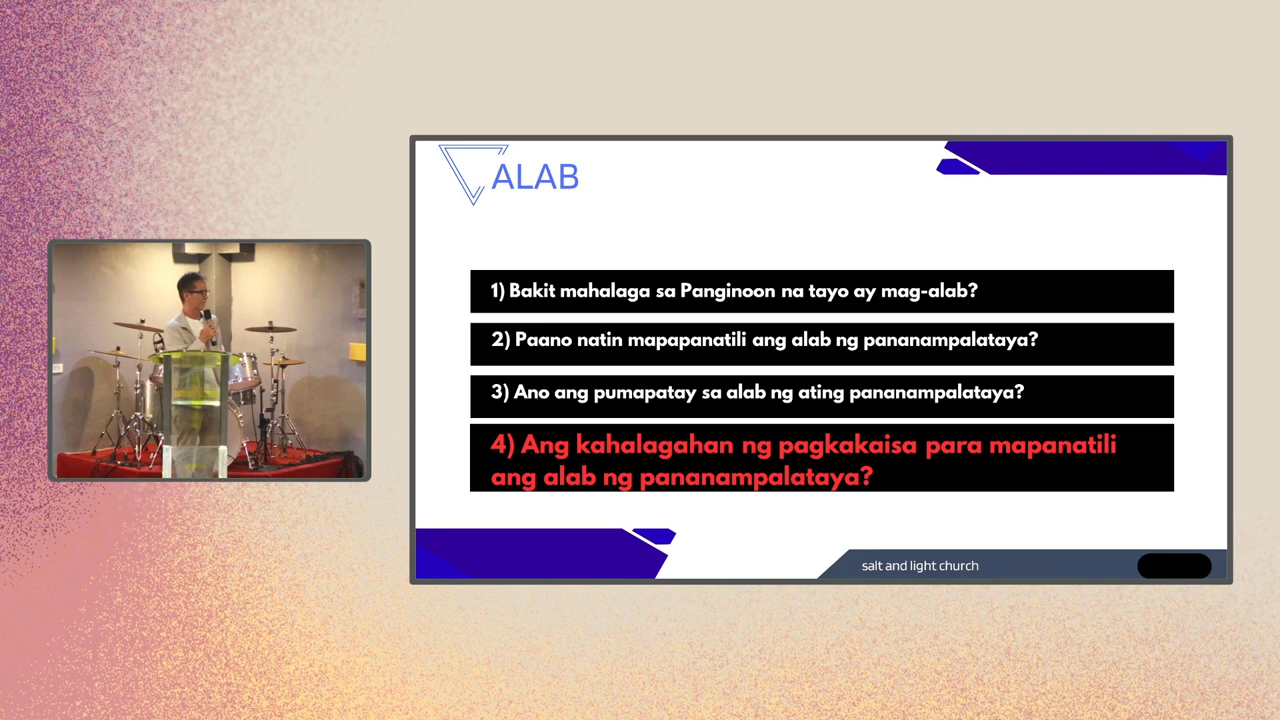 ALAB
1) Bakit mahalaga sa Panginoon na tayo ay mag-alab?
2) Paano natin mapapanatili ang alab ng pananampalataya?
3) Ano ang pumapatay sa alab ng ating pananampalataya?
4) Ang kahalagahan ng pagkakaisa para mapanatili
ang alab ng pananampalataya?
salt and light church